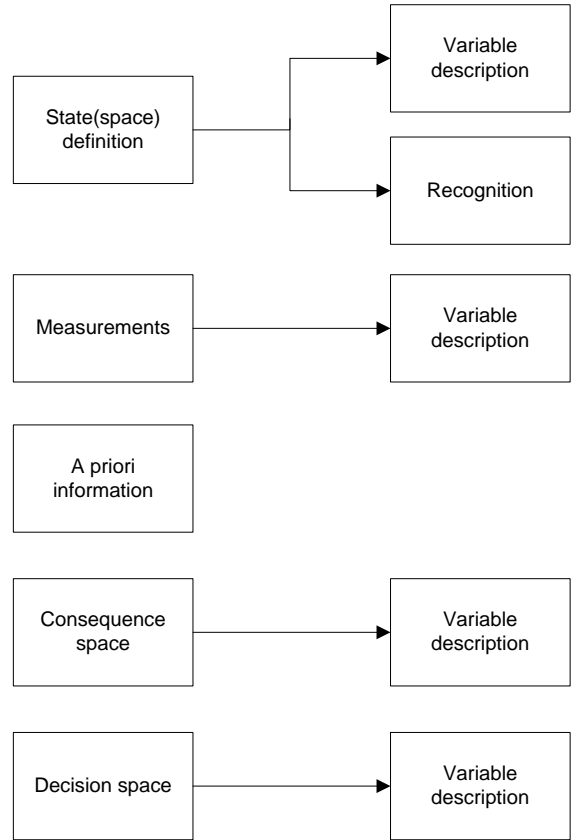 Variable
description
State(space)
definition
Recognition
Measurements
Variable
description
A priori
information
Consequence
space
Variable
description
Decision space
Variable
description